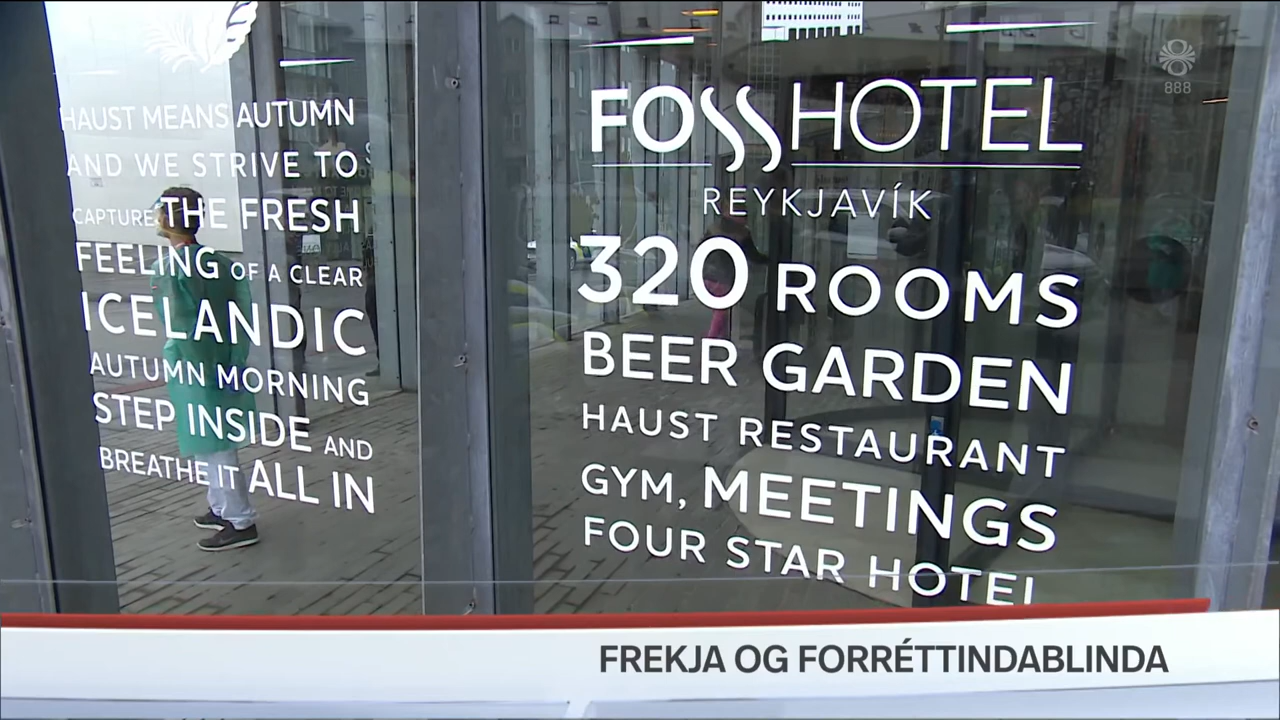 HAUST MEANS AUTUMN
AND WE STRIVE TO
CAPTURE THE FRESH
FEELING OF A CLEAR
ICELANDIC
AUTUMN MORNING
STEP INSIDE AND
BREATHE IT ALL IN
888
FOSSHOTEL
REYKJAVÍK
320 ROOMS
BEER GARDEN
HAUST RESTAURANT
GYM, MEETINGS
FOUR STAR HOTEL
FREKJA OG FORRÉTTINDABLINDA